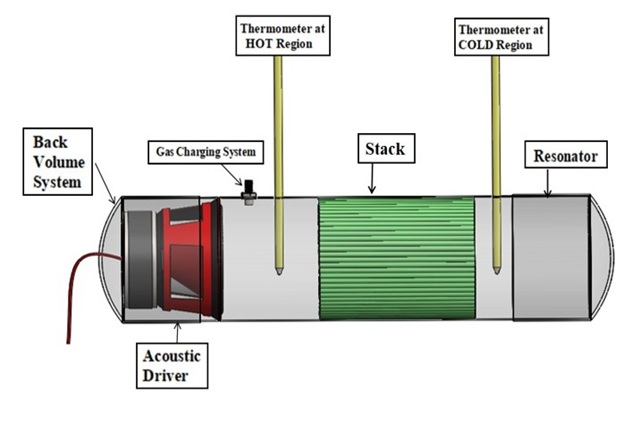 Thermometer at
HOT Region
Thermometer at
COLD Region
Back
Volume
System
Gas Charging System
Stack
Resonator
Acoustic
Driver